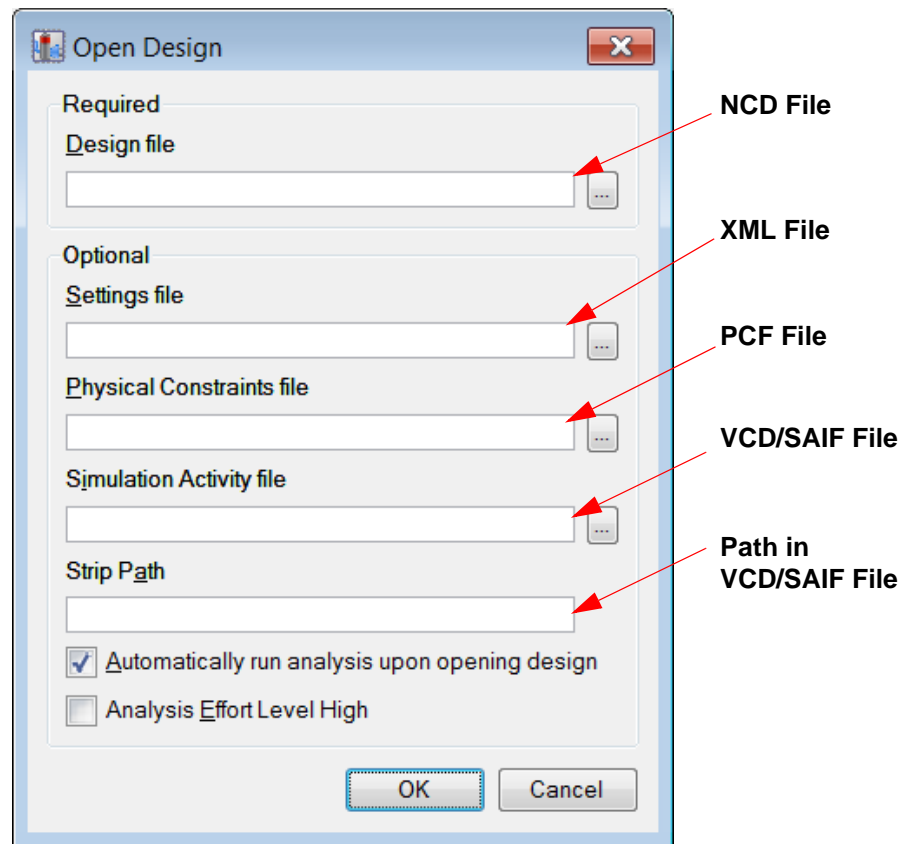 Open Design
Required
Design file
...
NCD File
Optional
Settings file
...
XML File
Physical Constraints file
...
PCF File
Simulation Activity file
...
VCD/SAIF File
Strip Path
Path in
VCD/SAIF File
Automatically run analysis upon opening design
Analysis Effort Level High
OK
Cancel